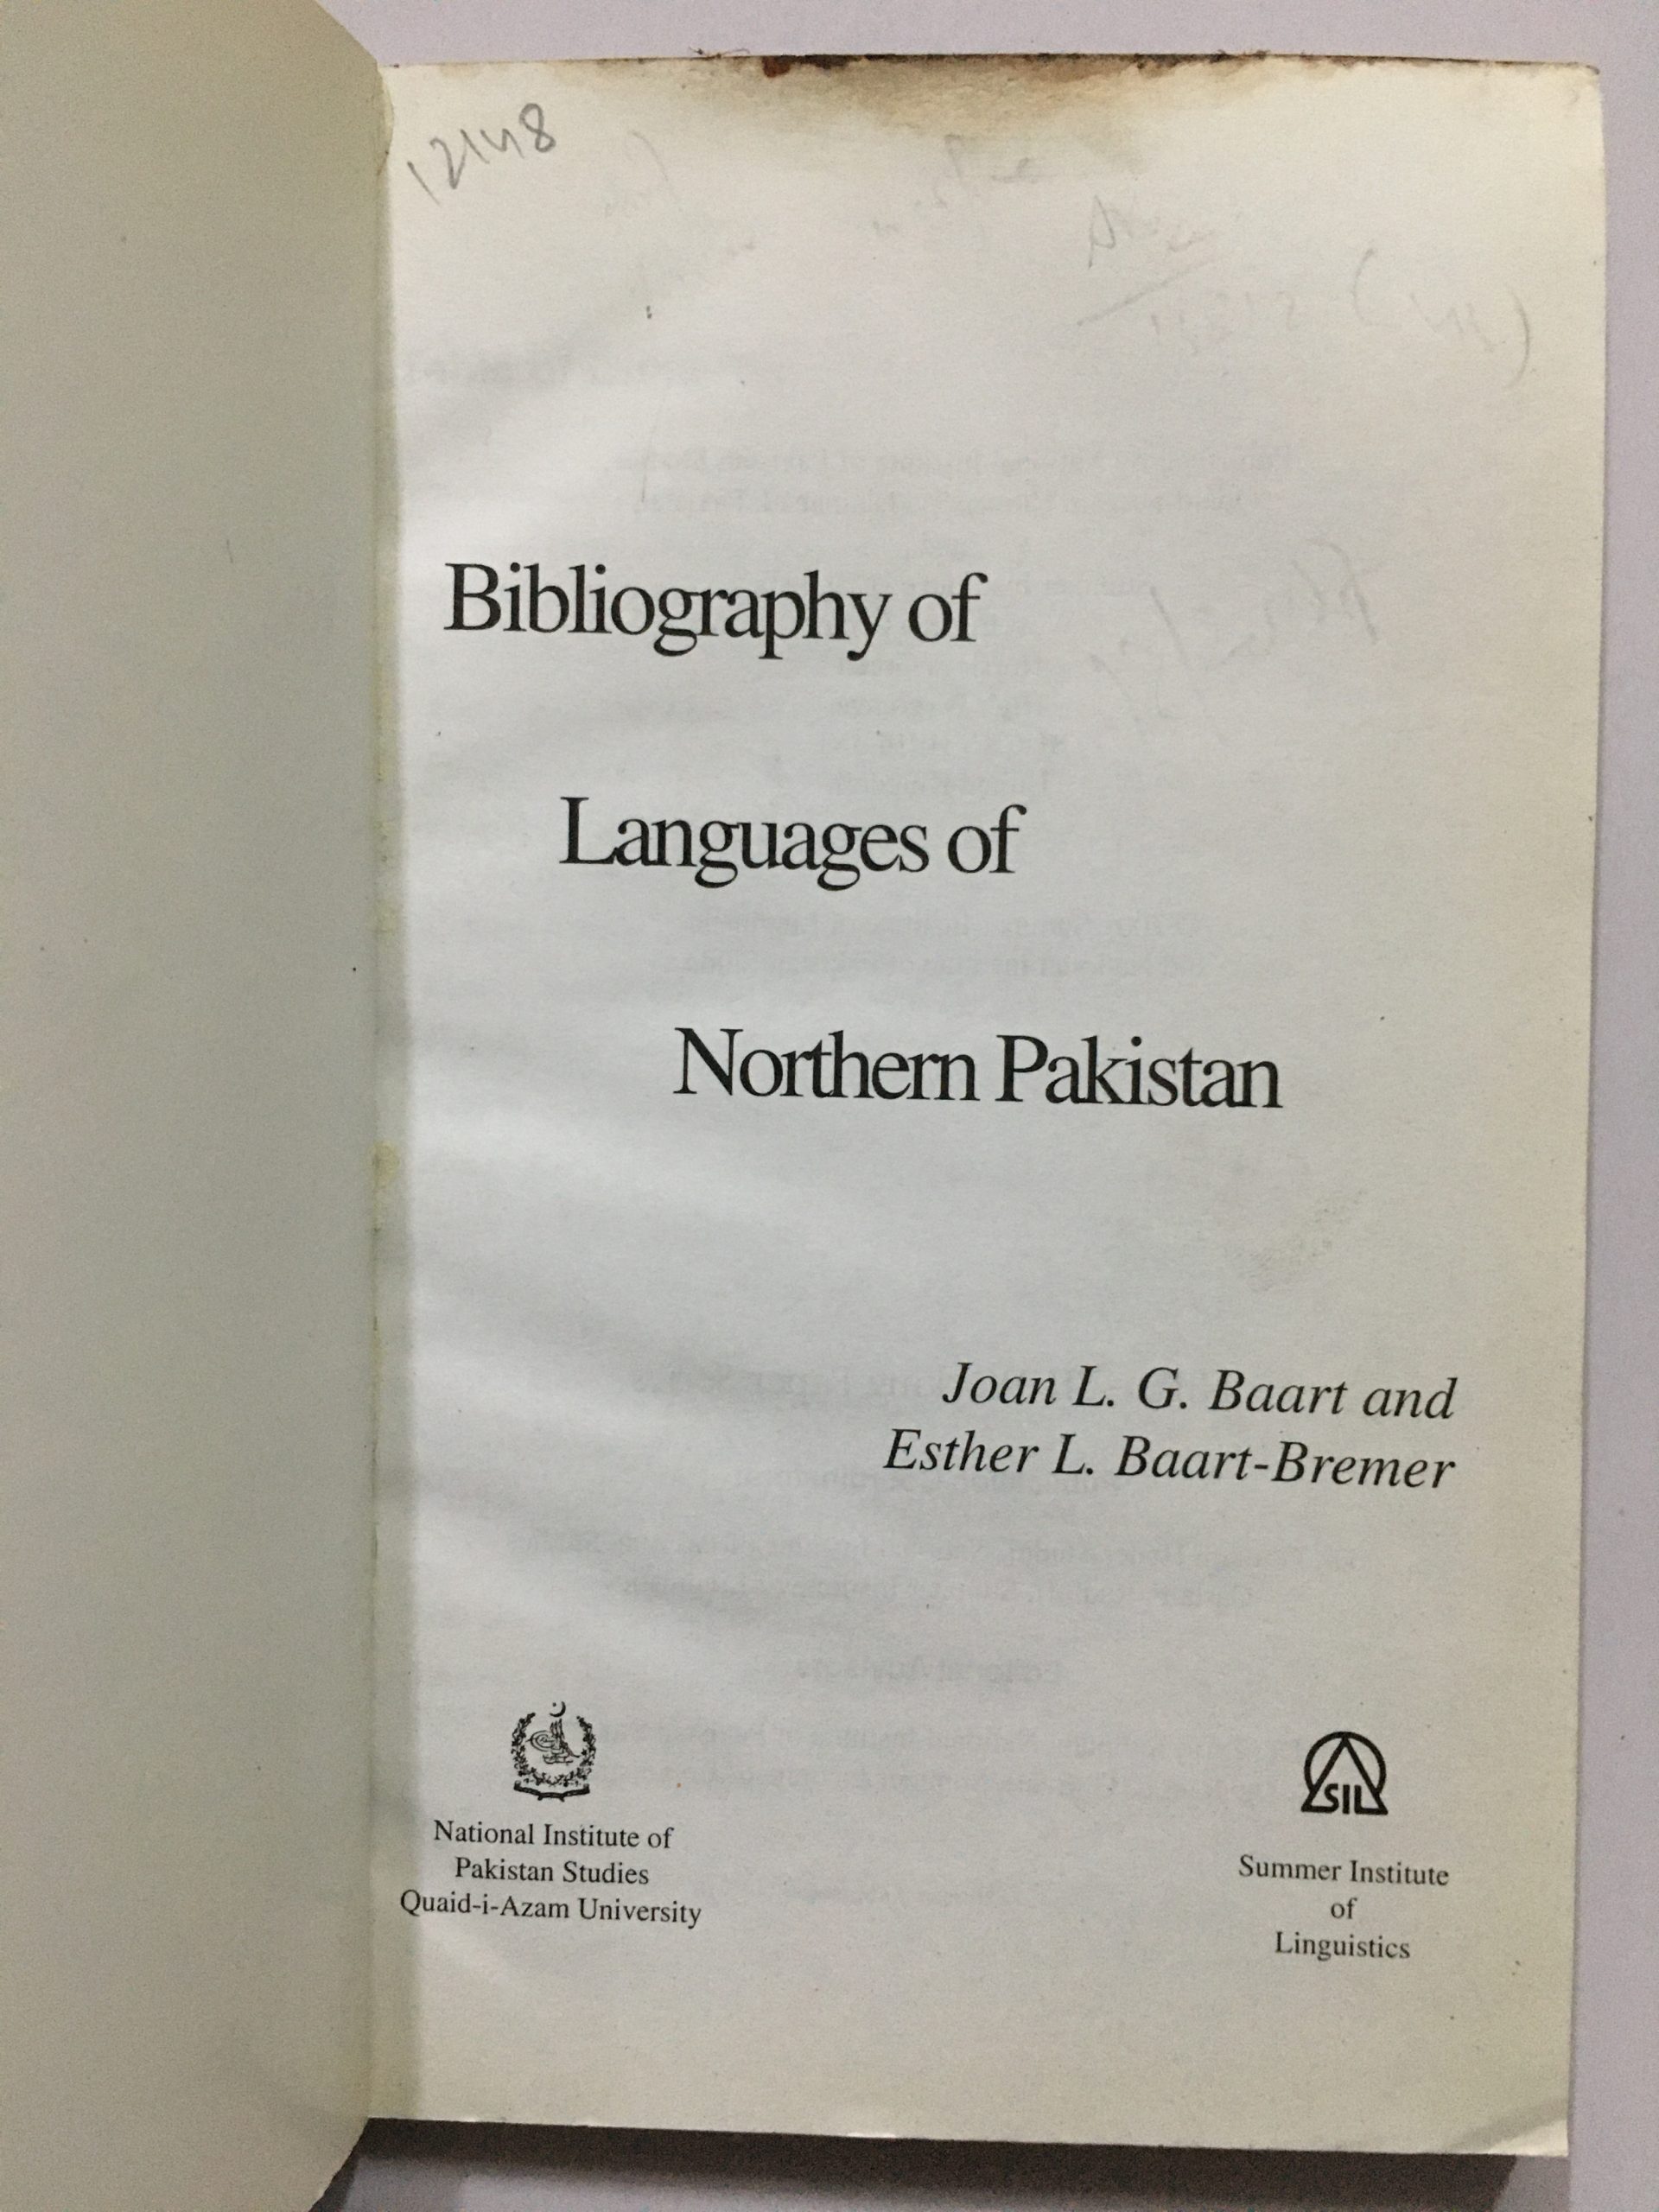 12148
Bibliography of
Languages of
Northern Pakistan
Joan L. G. Baart and
Esther L. Baart-Bremer
National Institute of
Pakistan Studies
Quaid-i-Azam University
SIL
Summer Institute
of
Linguistics